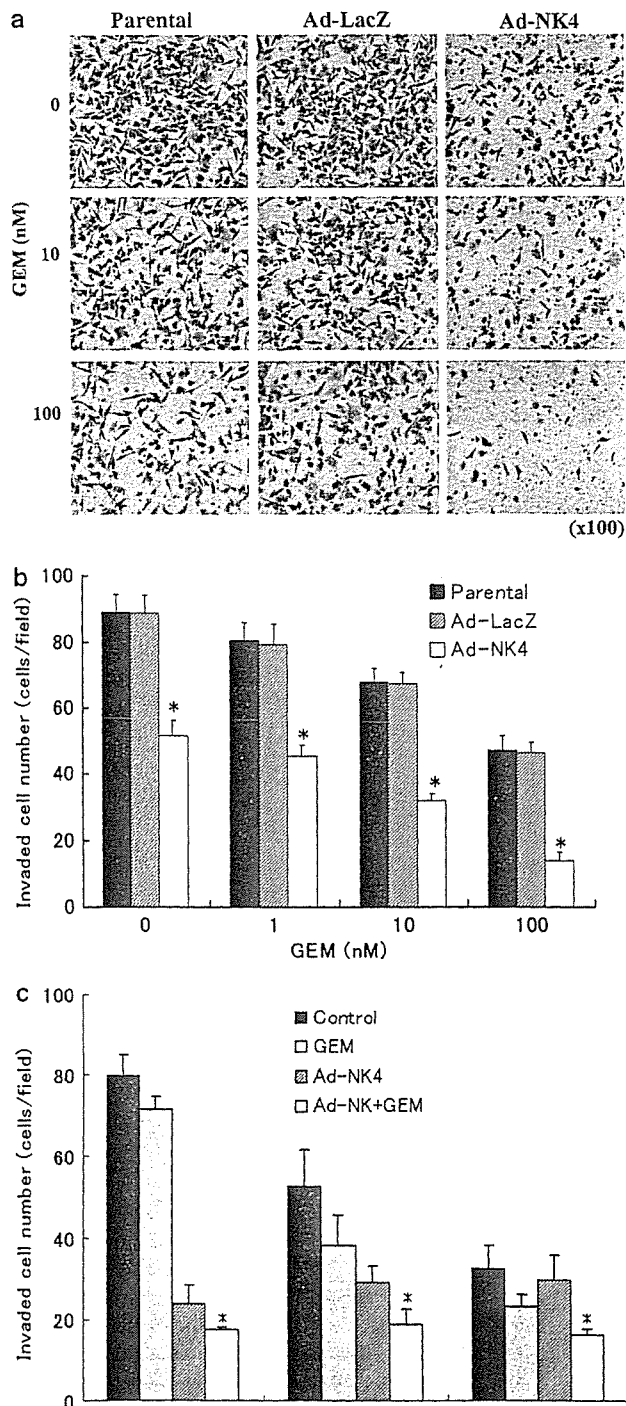 a
Parental Ad-LacZ Ad-NK4
0
GEM (nM)
10
100
(x100)
b
100
80
60
40
20
0
Invaded cell number (cells/field)
Parental
Ad-LacZ
Ad-NK4
* * * *
0 1 10 100
GEM (nM)
c
100
80
60
40
20
0
Invaded cell number (cells/field)
Control
GEM
Ad-NK4
Ad-NK+GEM
* * *